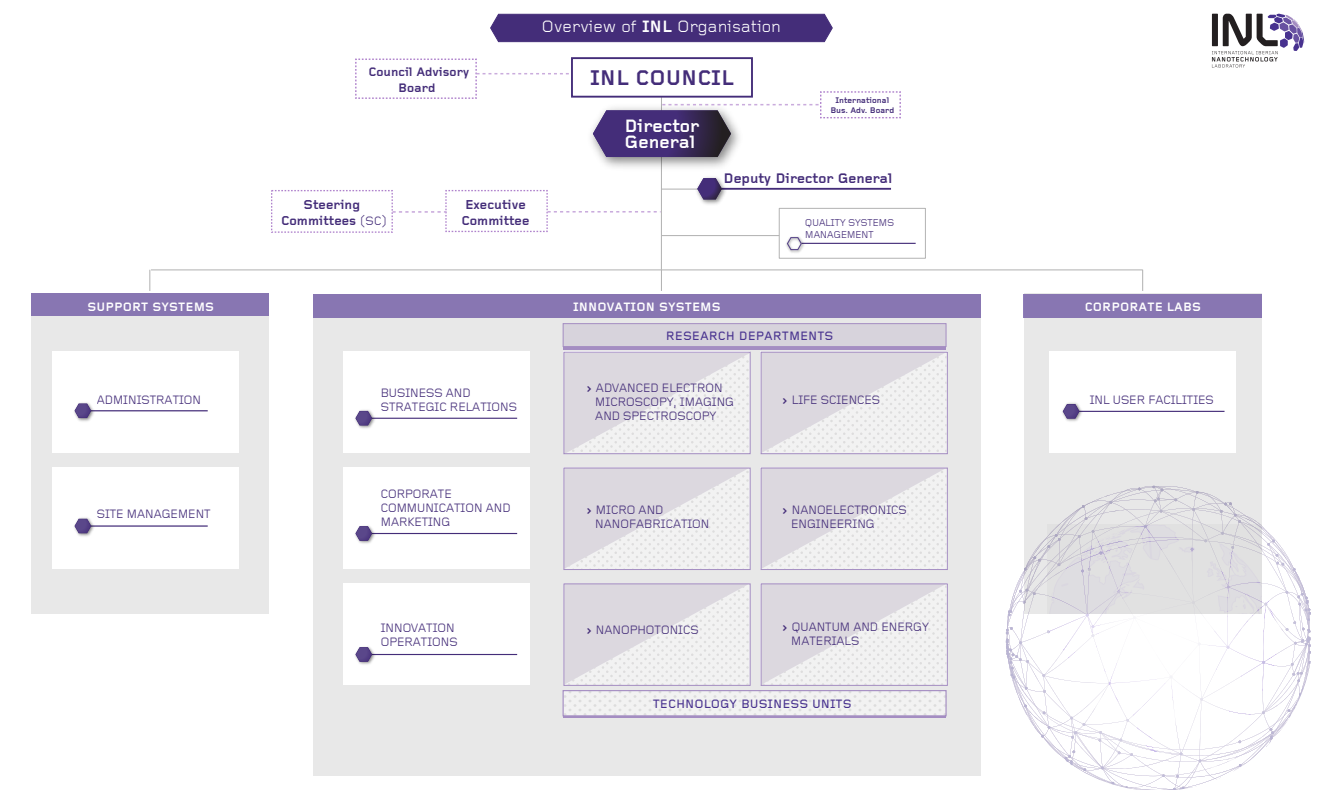 Overview of INL Organisation
INL
INTERNATIONAL IBERIAN
NANOTECHNOLOGY
LABORATORY
Council Advisory
Board
INL COUNCIL
International
Bus. Adv. Board
Director
General
Deputy Director General
Steering
Committees (SC)
Executive
Committee
QUALITY SYSTEMS
MANAGEMENT
SUPPORT SYSTEMS
ADMINISTRATION
SITE MANAGEMENT
INNOVATION SYSTEMS
BUSINESS AND
STRATEGIC RELATIONS
CORPORATE
COMMUNICATION AND
MARKETING
INNOVATION
OPERATIONS
RESEARCH DEPARTMENTS
› ADVANCED ELECTRON
MICROSCOPY, IMAGING
AND SPECTROSCOPY
› LIFE SCIENCES
› MICRO AND
NANOFABRICATION
› NANOELECTRONICS
ENGINEERING
› NANOPHOTONICS
› QUANTUM AND ENERGY
MATERIALS
TECHNOLOGY BUSINESS UNITS
CORPORATE LABS
INL USER FACILITIES